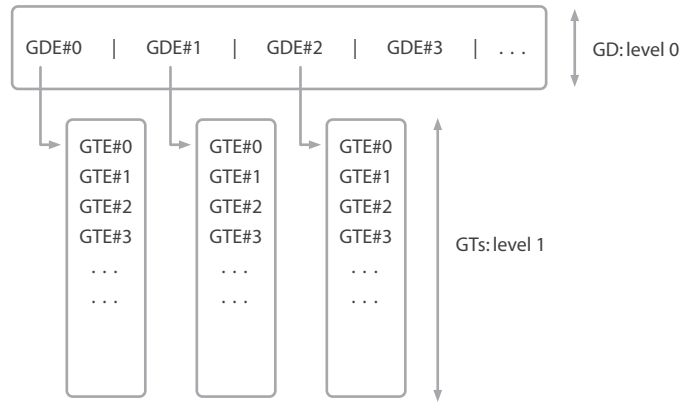 GDE#0 | GDE#1 | GDE#2 | GDE#3 | . . .
GD: level 0
GTE#0 GTE#0 GTE#0
GTE#1 GTE#1 GTE#1
GTE#2 GTE#2 GTE#2
GTE#3 GTE#3 GTE#3
. . . . . . . . .
. . . . . . . . .
GTs: level 1